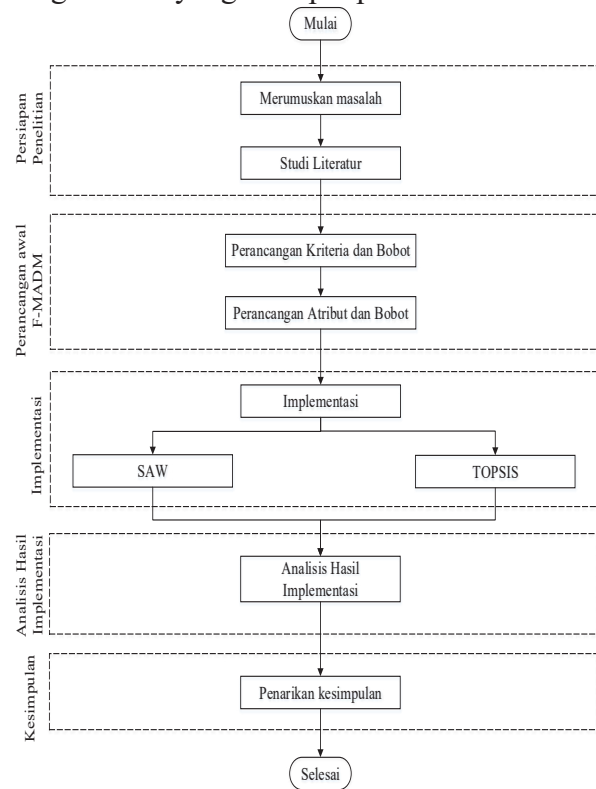 Mulai
Persiapan
Penelitian
Merumuskan masalah
Studi Literatur
Perancangan awal
F-MADM
Perancangan Kriteria dan Bobot
Perancangan Atribut dan Bobot
Implementasi
Implementasi
SAW
TOPSIS
Analisis Hasil
Implementasi
Analisis Hasil
Implementasi
Kesimpulan
Penarikan kesimpulan
Selesai